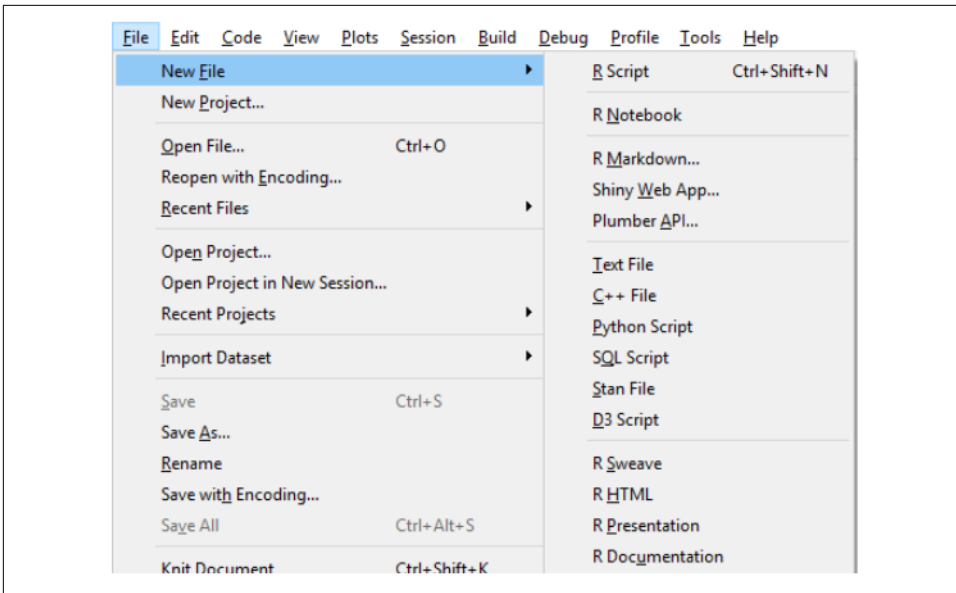 File Edit Code View Plots Session Build Debug Profile Tools Help
New File
New Project...
Open File... Ctrl+O
Reopen with Encoding...
Recent Files
Open Project...
Open Project in New Session...
Recent Projects
Import Dataset
Save Ctrl+S
Save As...
Rename
Save with Encoding...
Save All Ctrl+Alt+S
Knit Document Ctrl+Shift+K
R Script Ctrl+Shift+N
R Notebook
R Markdown...
Shiny Web App...
Plumber API...
Text File
C++ File
Python Script
SQL Script
Stan File
D3 Script
R Sweave
R HTML
R Presentation
R Documentation